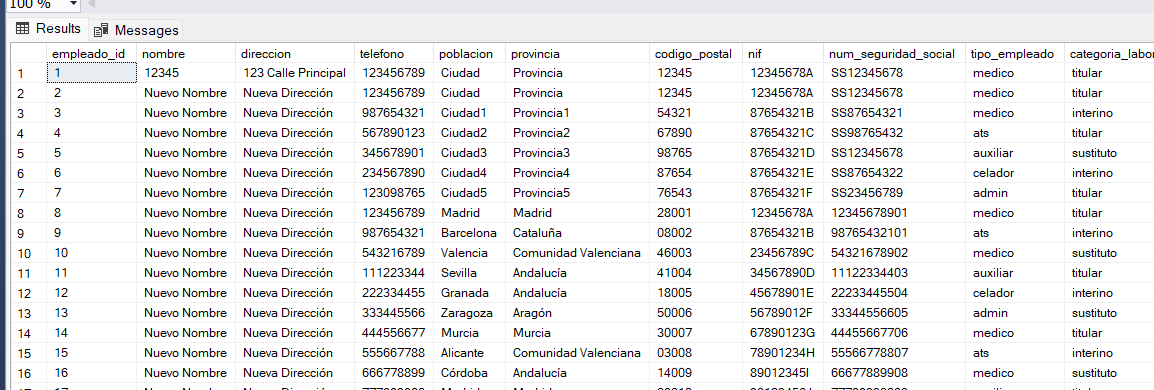 100 %
Results Messages
empleado_id nombre direccion telefono poblacion provincia codigo_postal nif num_seguridad_social tipo_empleado categoria_labor
1 1 12345 123 Calle Principal 123456789 Ciudad Provincia 12345 12345678A SS12345678 medico titular
2 2 Nuevo Nombre Nueva Dirección 123456789 Ciudad Provincia 12345 12345678A SS12345678 medico titular
3 3 Nuevo Nombre Nueva Dirección 987654321 Ciudad1 Provincia1 54321 87654321B SS87654321 medico interino
4 4 Nuevo Nombre Nueva Dirección 567890123 Ciudad2 Provincia2 67890 87654321C SS98765432 ats titular
5 5 Nuevo Nombre Nueva Dirección 345678901 Ciudad3 Provincia3 98765 87654321D SS12345678 auxiliar sustituto
6 6 Nuevo Nombre Nueva Dirección 234567890 Ciudad4 Provincia4 87654 87654321E SS87654322 celador interino
7 7 Nuevo Nombre Nueva Dirección 123098765 Ciudad5 Provincia5 76543 87654321F SS23456789 admin titular
8 8 Nuevo Nombre Nueva Dirección 123456789 Madrid Madrid 28001 12345678A 12345678901 medico titular
9 9 Nuevo Nombre Nueva Dirección 987654321 Barcelona Cataluña 08002 87654321B 98765432101 ats interino
10 10 Nuevo Nombre Nueva Dirección 543216789 Valencia Comunidad Valenciana 46003 23456789C 54321678902 medico sustituto
11 11 Nuevo Nombre Nueva Dirección 111223344 Sevilla Andalucía 41004 34567890D 11122334403 auxiliar titular
12 12 Nuevo Nombre Nueva Dirección 222334455 Granada Andalucía 18005 45678901E 22233445504 celador interino
13 13 Nuevo Nombre Nueva Dirección 333445566 Zaragoza Aragón 50006 56789012F 33344556605 admin sustituto
14 14 Nuevo Nombre Nueva Dirección 444556677 Murcia Murcia 30007 67890123G 44455667706 medico titular
15 15 Nuevo Nombre Nueva Dirección 555667788 Alicante Comunidad Valenciana 03008 78901234H 55566778807 ats interino
16 16 Nuevo Nombre Nueva Dirección 666778899 Córdoba Andalucía 14009 89012345I 66677889908 medico sustituto